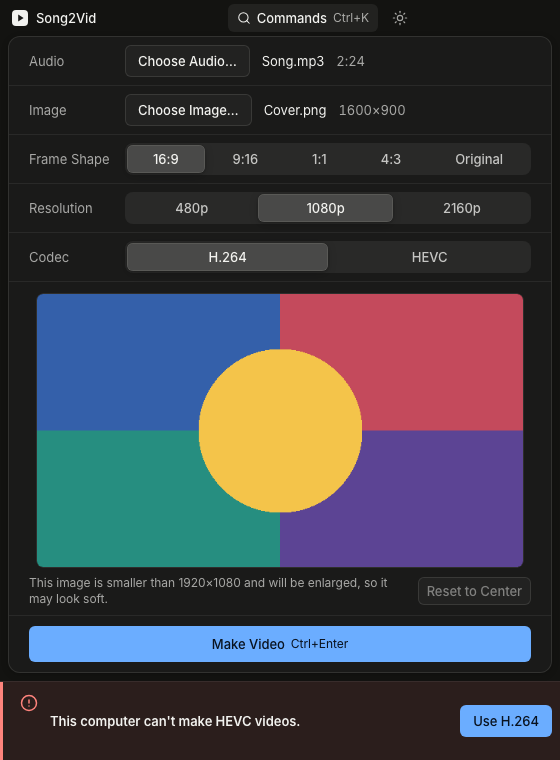 Song2Vid
Commands Ctrl+K
Audio Choose Audio... Song.mp3 2:24
Image Choose Image... Cover.png 1600×900
Frame Shape 16:9 9:16 1:1 4:3 Original
Resolution 480p 1080p 2160p
Codec H.264 HEVC
This image is smaller than 1920×1080 and will be enlarged, so it
may look soft.
Reset to Center
Make Video Ctrl+Enter
This computer can't make HEVC videos.
Use H.264